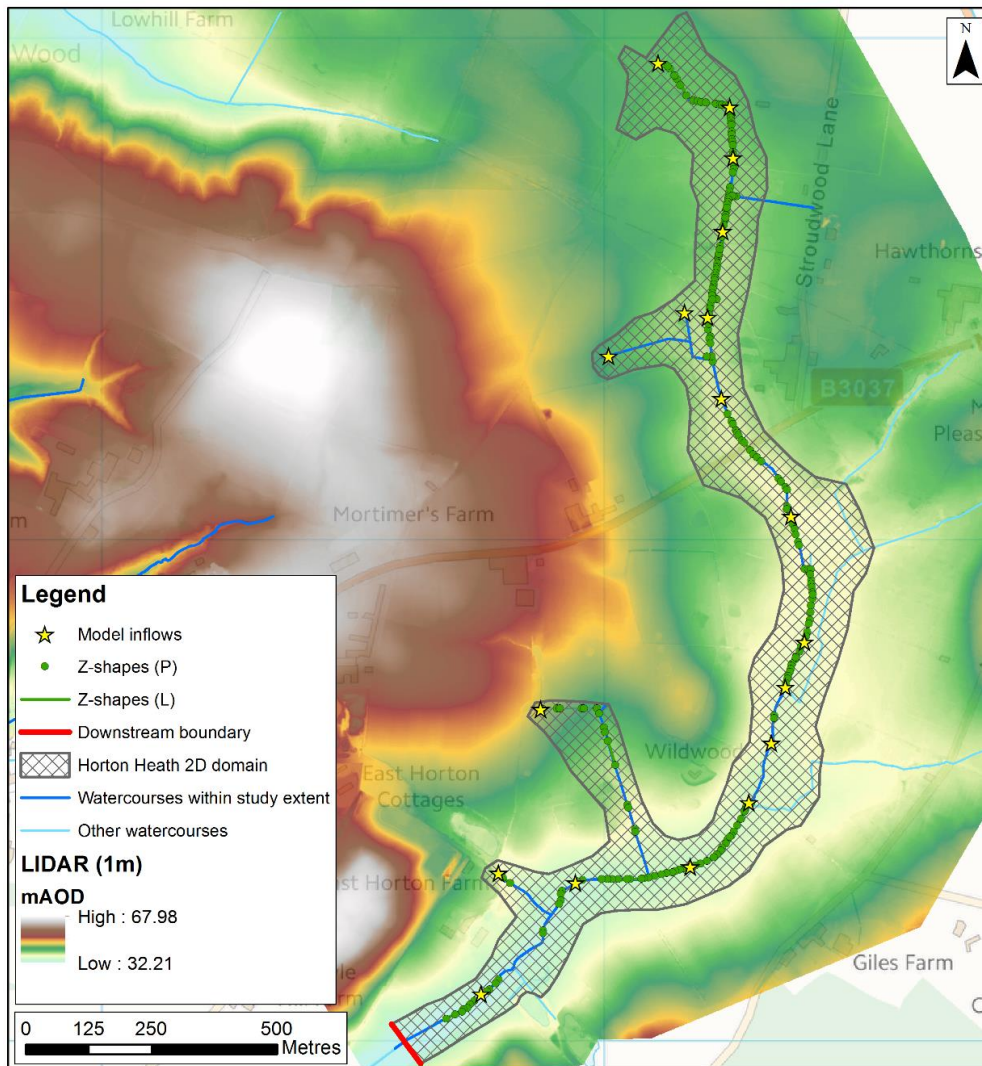 Lowhill Farm
Wood
N
Stroudwood Lane
Hawthorns
B3037
Pleas
Mortimer's Farm
Legend
Model inflows
Z-shapes (P)
Z-shapes (L)
Downstream boundary
Horton Heath 2D domain
Watercourses within study extent
Other watercourses
LIDAR (1m)
mAOD
High : 67.98
Low : 32.21
Wildwood
East Horton
Cottages
East Horton Farm
Giles Farm
0 125 250 500
Metres